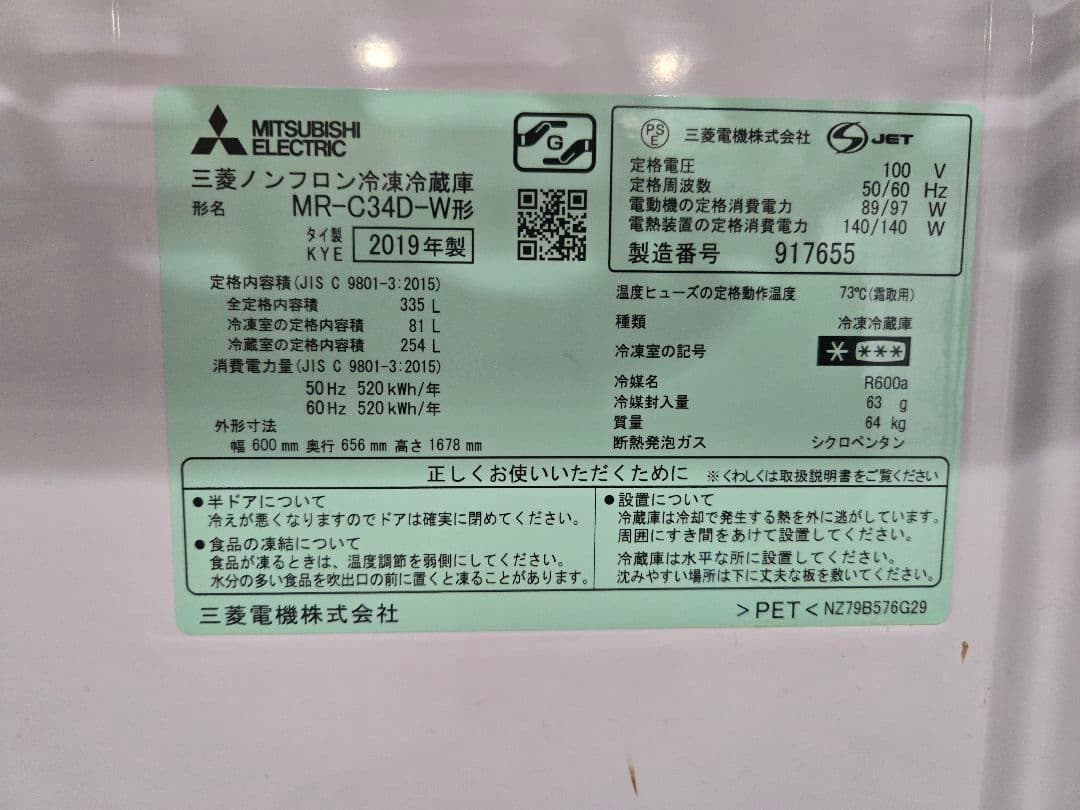 MITSUBISHI
ELECTRIC
三菱ノンフロン冷凍冷蔵庫
形名 MR-C34D-W形
タイ製
KYE
2019年製
G
定格内容積(JIS C 9801-3:2015)
全定格内容積 335 L
冷凍室の定格内容積 81 L
冷蔵室の定格内容積 254 L
消費電力量(JIS C 9801-3:2015)
50Hz 520kWh/年
60Hz 520kWh/年
外形寸法
幅 600 mm 奥行 656 mm 高さ 1678 mm
PS
E
三菱電機株式会社 JET
定格電圧 100 V
定格周波数 50/60 Hz
電動機の定格消費電力 89/97 W
電熱装置の定格消費電力 140/140 W
製造番号 917655
温度ヒューズの定格動作温度 73℃(霜取用)
種類 冷凍冷蔵庫
冷凍室の記号 * ***
冷媒名 R600a
冷媒封入量 63 g
質量 64 kg
断熱発泡ガス シクロペンタン
正しくお使いいただくために ※くわしくは取扱説明書をご覧ください
●半ドアについて
冷えが悪くなりますのでドアは確実に閉めてください。
●食品の凍結について
食品が凍るときは、温度調節を弱側にしてください。
水分の多い食品を吹出口の前に置くと凍ることがあります。
●設置について
冷蔵庫は冷却で発生する熱を外に逃がしています。
周囲にすき間をあけて設置してください。
冷蔵庫は水平な所に設置してください。
沈みやすい場所は下に丈夫な板を敷いてください。
三菱電機株式会社
>PET< NZ79B576G29